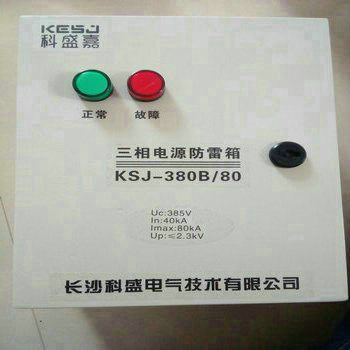 KESJ
科盛嘉
正常 故障
三相电源防雷箱
KSJ-380B/80
Uc:385V
In:40kA
Imax:80kA
Up:≤2.3kV
长沙科盛电气技术有限公司